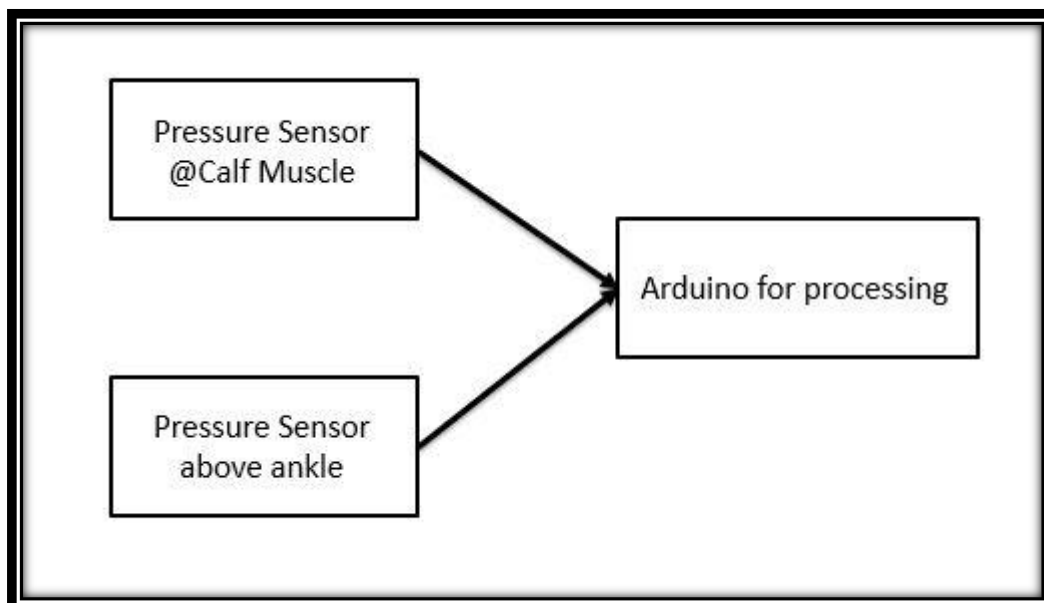 Pressure Sensor
@Calf Muscle
Arduino for processing
Pressure Sensor
above ankle